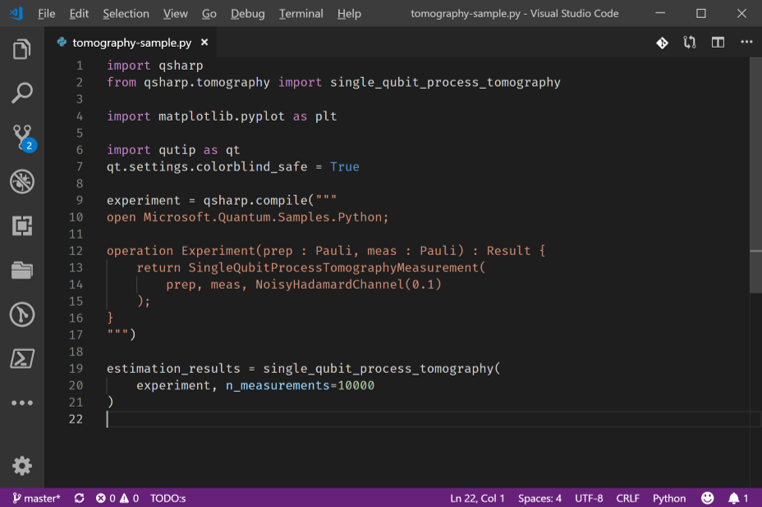 File Edit Selection View Go Debug Terminal Help tomography-sample.py - Visual Studio Code
tomography-sample.py
1 import qsharp
2 from qsharp.tomography import single_qubit_process_tomography
3
4 import matplotlib.pyplot as plt
5
6 import qutip as qt
7 qt.settings.colorblind_safe = True
8
9 experiment = qsharp.compile("""
10 open Microsoft.Quantum.Samples.Python;
11
12 operation Experiment(prep : Pauli, meas : Pauli) : Result {
13     return SingleQubitProcessTomographyMeasurement(
14         prep, meas, NoisyHadamardChannel(0.1)
15     );
16 }
17 """)
18
19 estimation_results = single_qubit_process_tomography(
20     experiment, n_measurements=10000
21 )
22
2
master* 0 0 TODO:s Ln 22, Col 1 Spaces: 4 UTF-8 CRLF Python 1